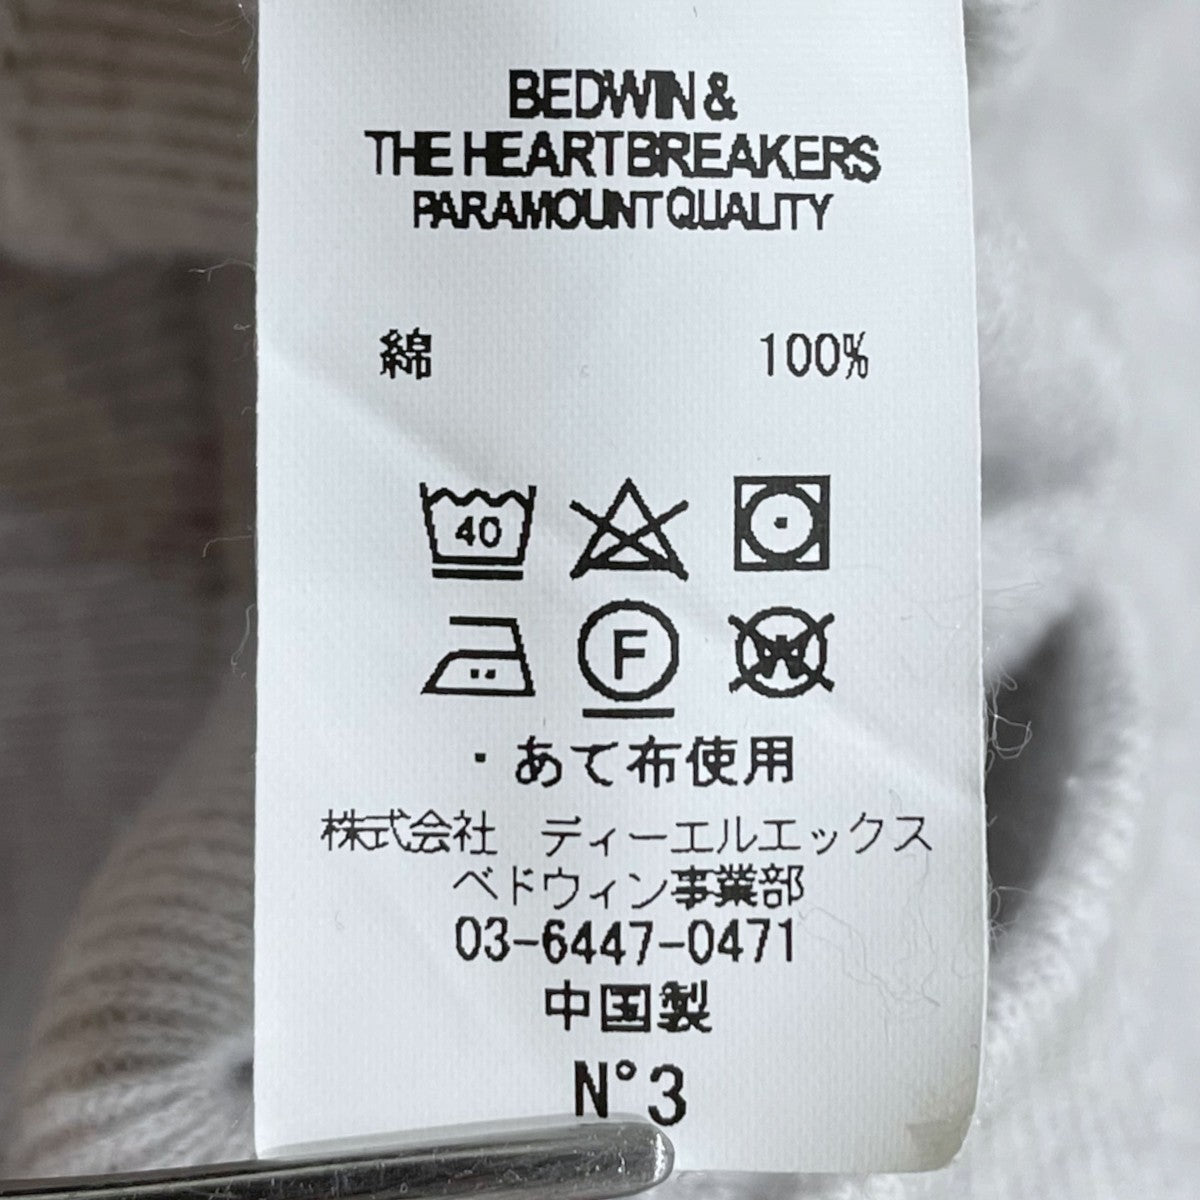 BEDWIN &
THE HEARTBREAKERS
PARAMOUNT QUALITY
綿 100%
40
F W
・あて布使用
株式会社 ディーエルエックス
ベドウィン事業部
03-6447-0471
中国製
N°3